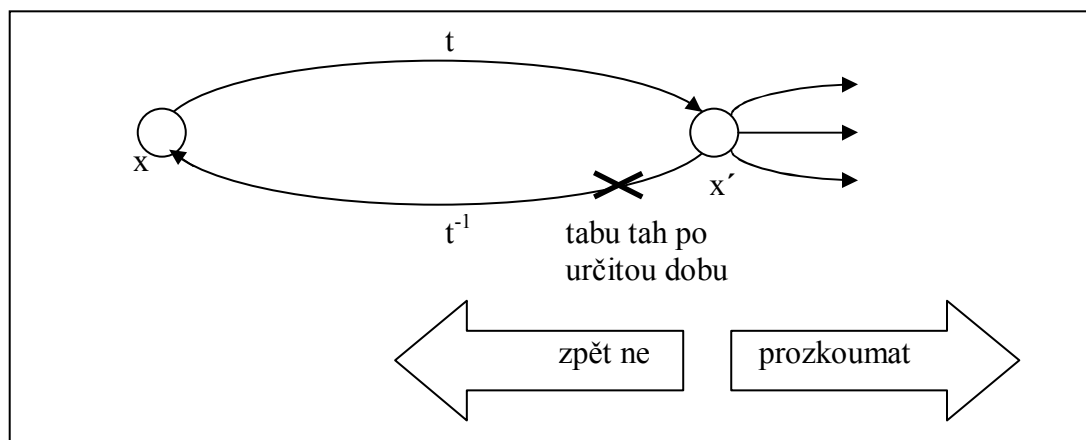 t
x
x´
t-1
tabu tah po
určitou dobu
zpět ne
prozkoumat